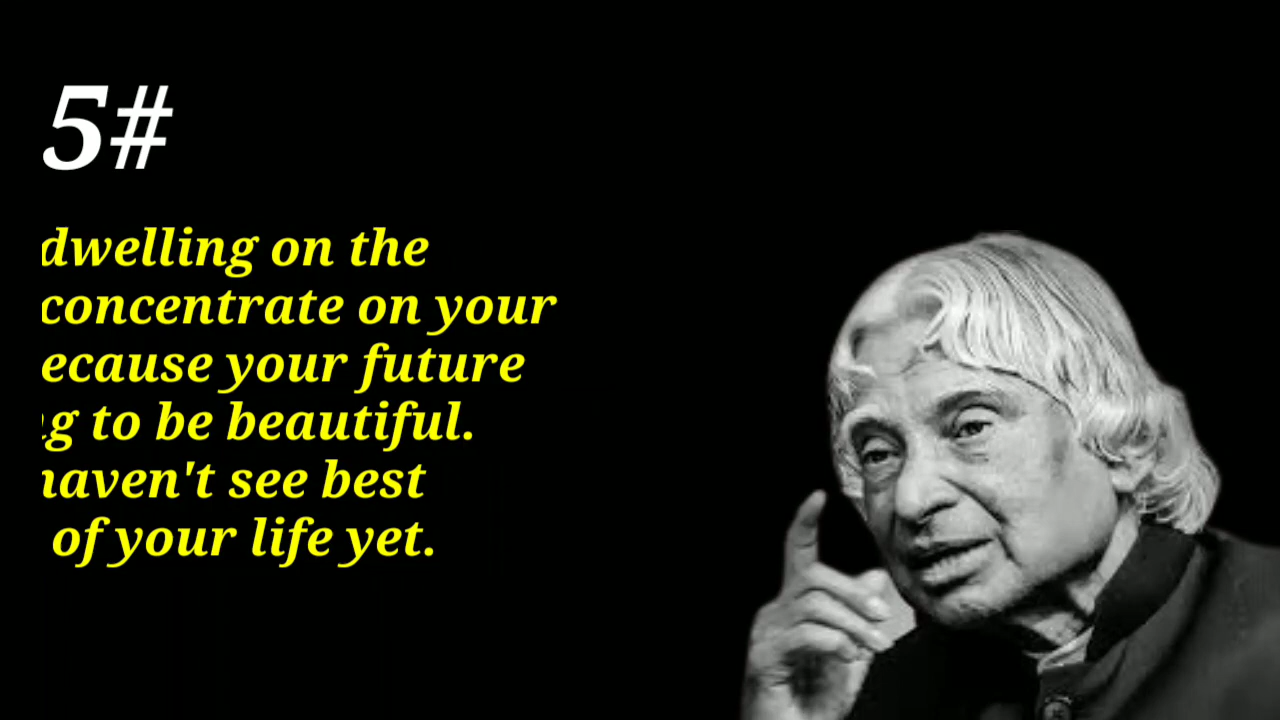 5#
dwelling on the
concentrate on your
ecause your future
g to be beautiful.
haven't see best
of your life yet.